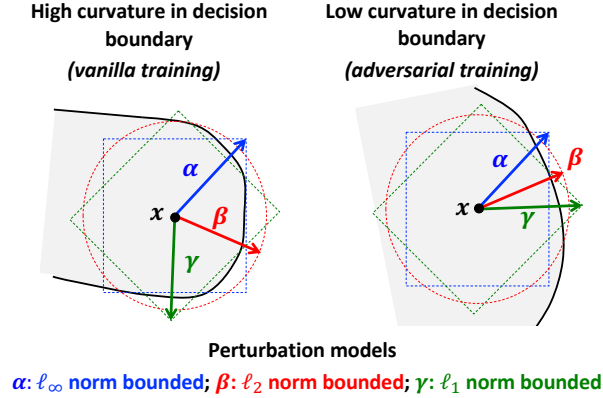 High curvature in decision
boundary
(vanilla training)
Low curvature in decision
boundary
(adversarial training)
α
x
β
γ
α
β
x
γ
Perturbation models
α: ℓ∞ norm bounded; β: ℓ2 norm bounded; γ: ℓ1 norm bounded